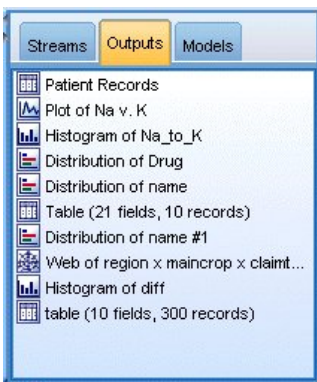 Streams Outputs Models
Patient Records
Plot of Na v. K
Histogram of Na_to_K
Distribution of Drug
Distribution of name
Table (21 fields, 10 records)
Distribution of name #1
Web of region x maincrop x claimt...
Histogram of diff
table (10 fields, 300 records)